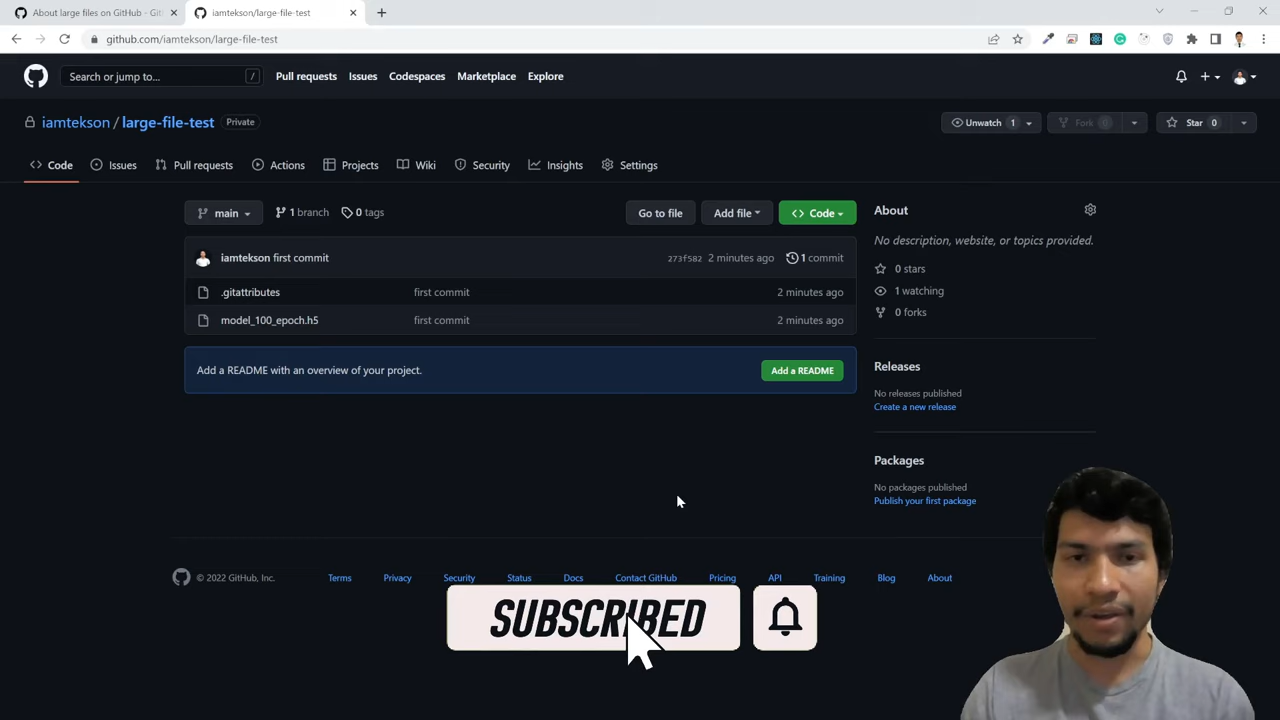 About large files on GitHub - Git
iamtekson/large-file-test
github.com/iamtekson/large-file-test
Search or jump to... /
Pull requests Issues Codespaces Marketplace Explore
iamtekson / large-file-test Private
Unwatch 1 Fork 0 Star 0
Code Issues Pull requests Actions Projects Wiki Security Insights Settings
main 1 branch 0 tags Go to file Add file Code
iamtekson first commit 273f582 2 minutes ago 1 commit
.gitattributes first commit 2 minutes ago
model_100_epoch.h5 first commit 2 minutes ago
Add a README with an overview of your project. Add a README
About
No description, website, or topics provided.
0 stars
1 watching
0 forks
Releases
No releases published
Create a new release
Packages
No packages published
Publish your first package
© 2022 GitHub, Inc. Terms Privacy Security Status Docs Contact GitHub Pricing API Training Blog About
SUBSCRIBED